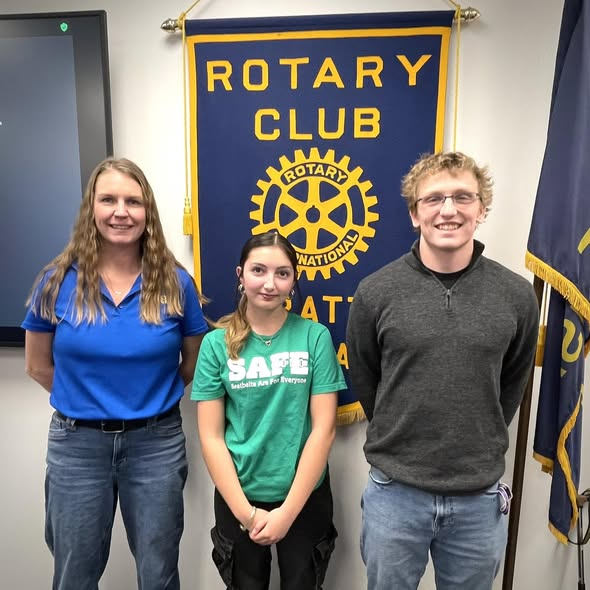 ROTARY
CLUB
ROTARY
INTERNATIONAL
SAFE
Seatbelts Are For Everyone